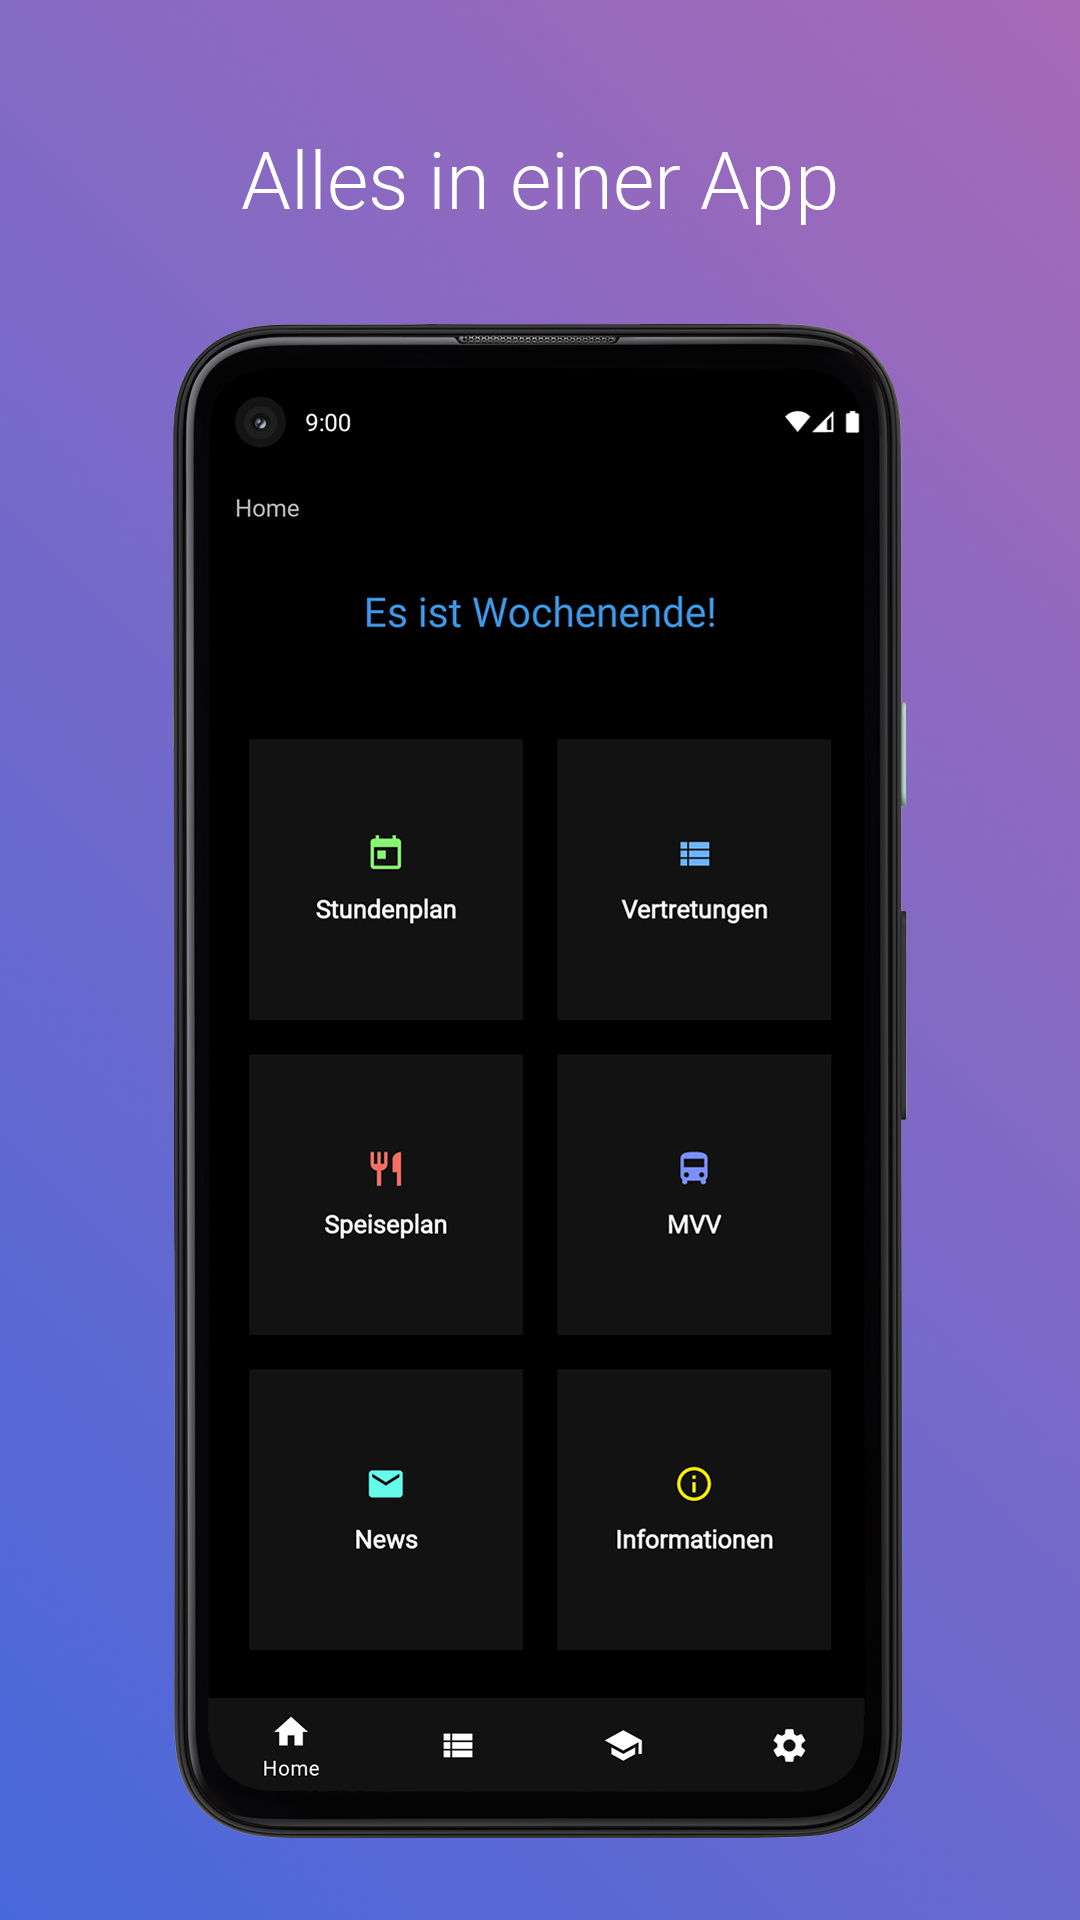 Alles in einer App
9:00
Home
Es ist Wochenende!
Stundenplan
Vertretungen
Speiseplan
MVV
News
Informationen
Home